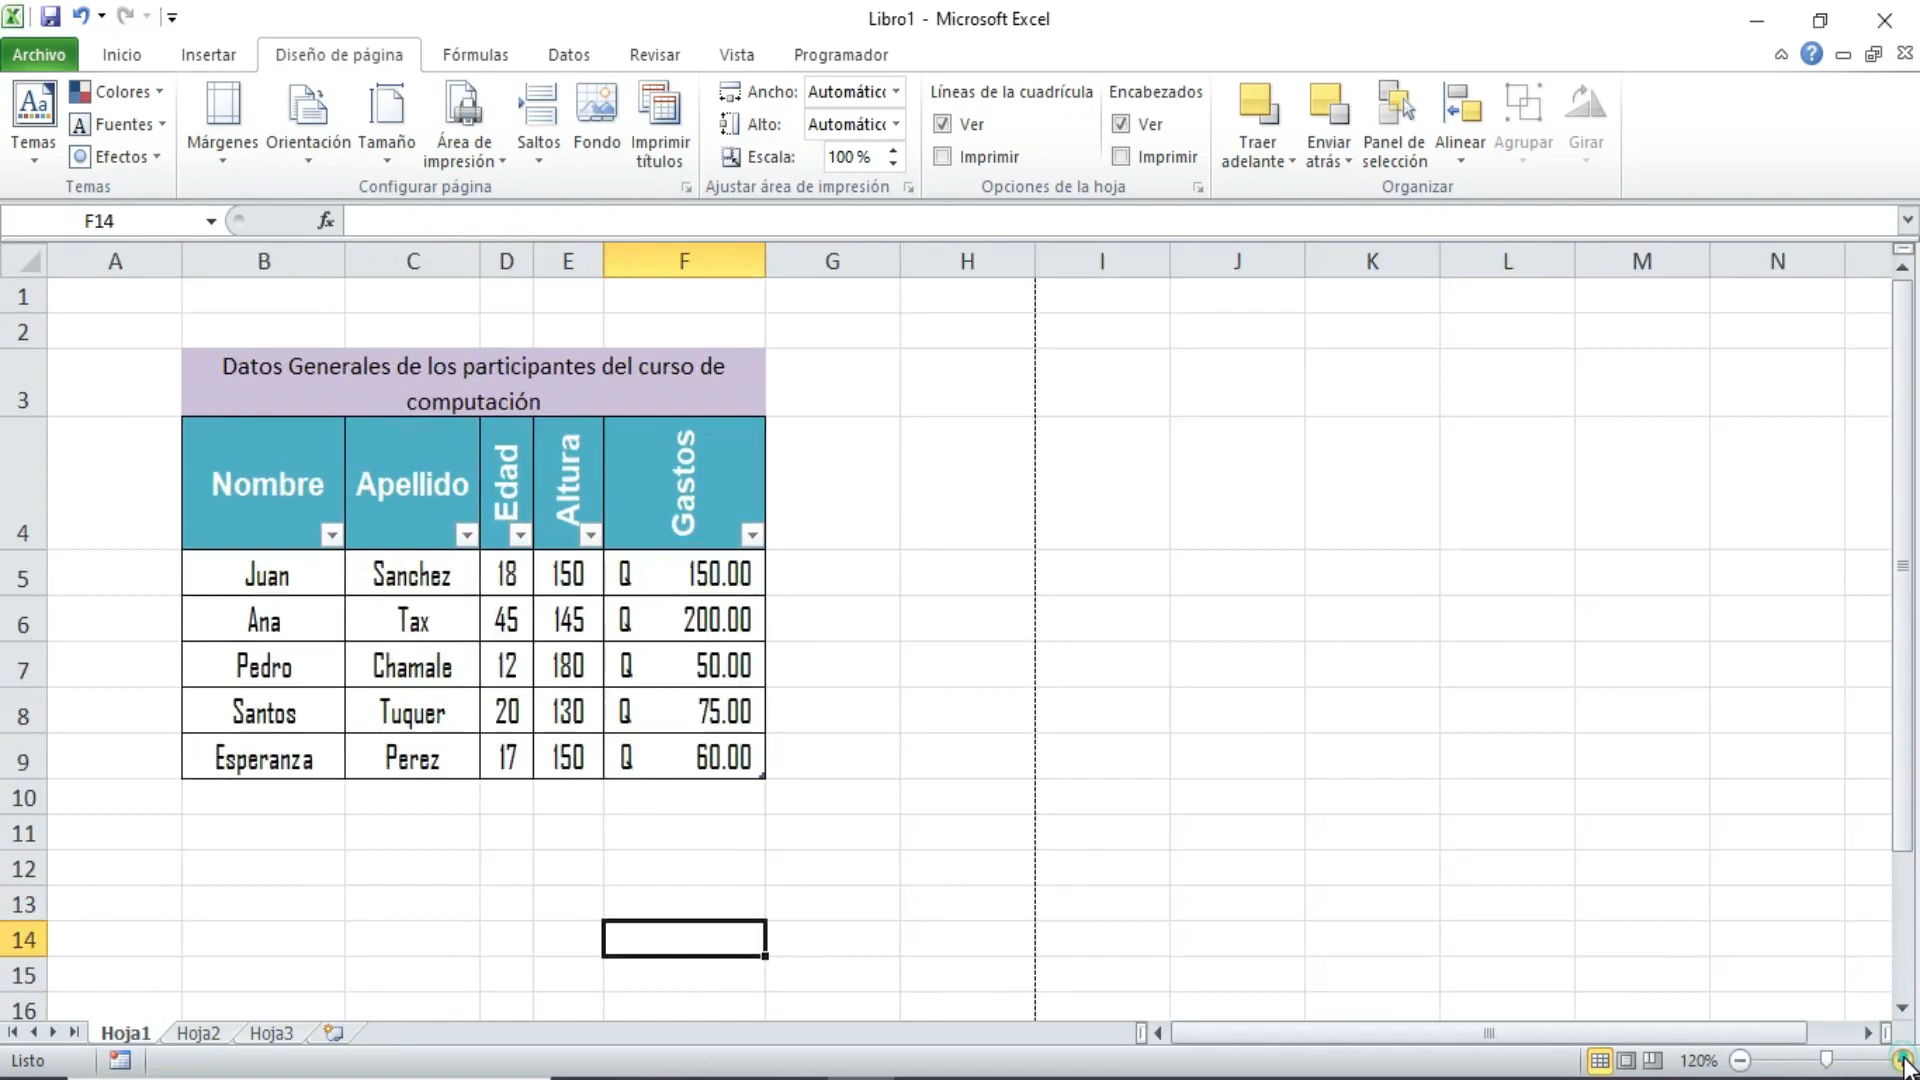 Libro1 - Microsoft Excel
Archivo Inicio Insertar Diseño de página Fórmulas Datos Revisar Vista Programador
Aa Temas
Colores
A Fuentes
Efectos
Temas
Márgenes Orientación Tamaño Área de impresión Saltos Fondo Imprimir títulos
Configurar página
Ancho: Automátic
Alto: Automátic
Escala: 100 %
Ajustar área de impresión
Líneas de la cuadrícula
Ver
Imprimir
Encabezados
Ver
Imprimir
Opciones de la hoja
Traer adelante Enviar atrás Panel de selección Alinear Agrupar Girar
Organizar
F14 fx
A B C D E F G H I J K L M N
1
2
3 Datos Generales de los participantes del curso de
computación
4 Nombre Apellido Edad Altura Gastos
5 Juan Sanchez 18 150 Q 150.00
6 Ana Tax 45 145 Q 200.00
7 Pedro Chamale 12 180 Q 50.00
8 Santos Tuquer 20 130 Q 75.00
9 Esperanza Perez 17 150 Q 60.00
10
11
12
13
14
15
16
Hoja1 Hoja2 Hoja3
Listo 120%